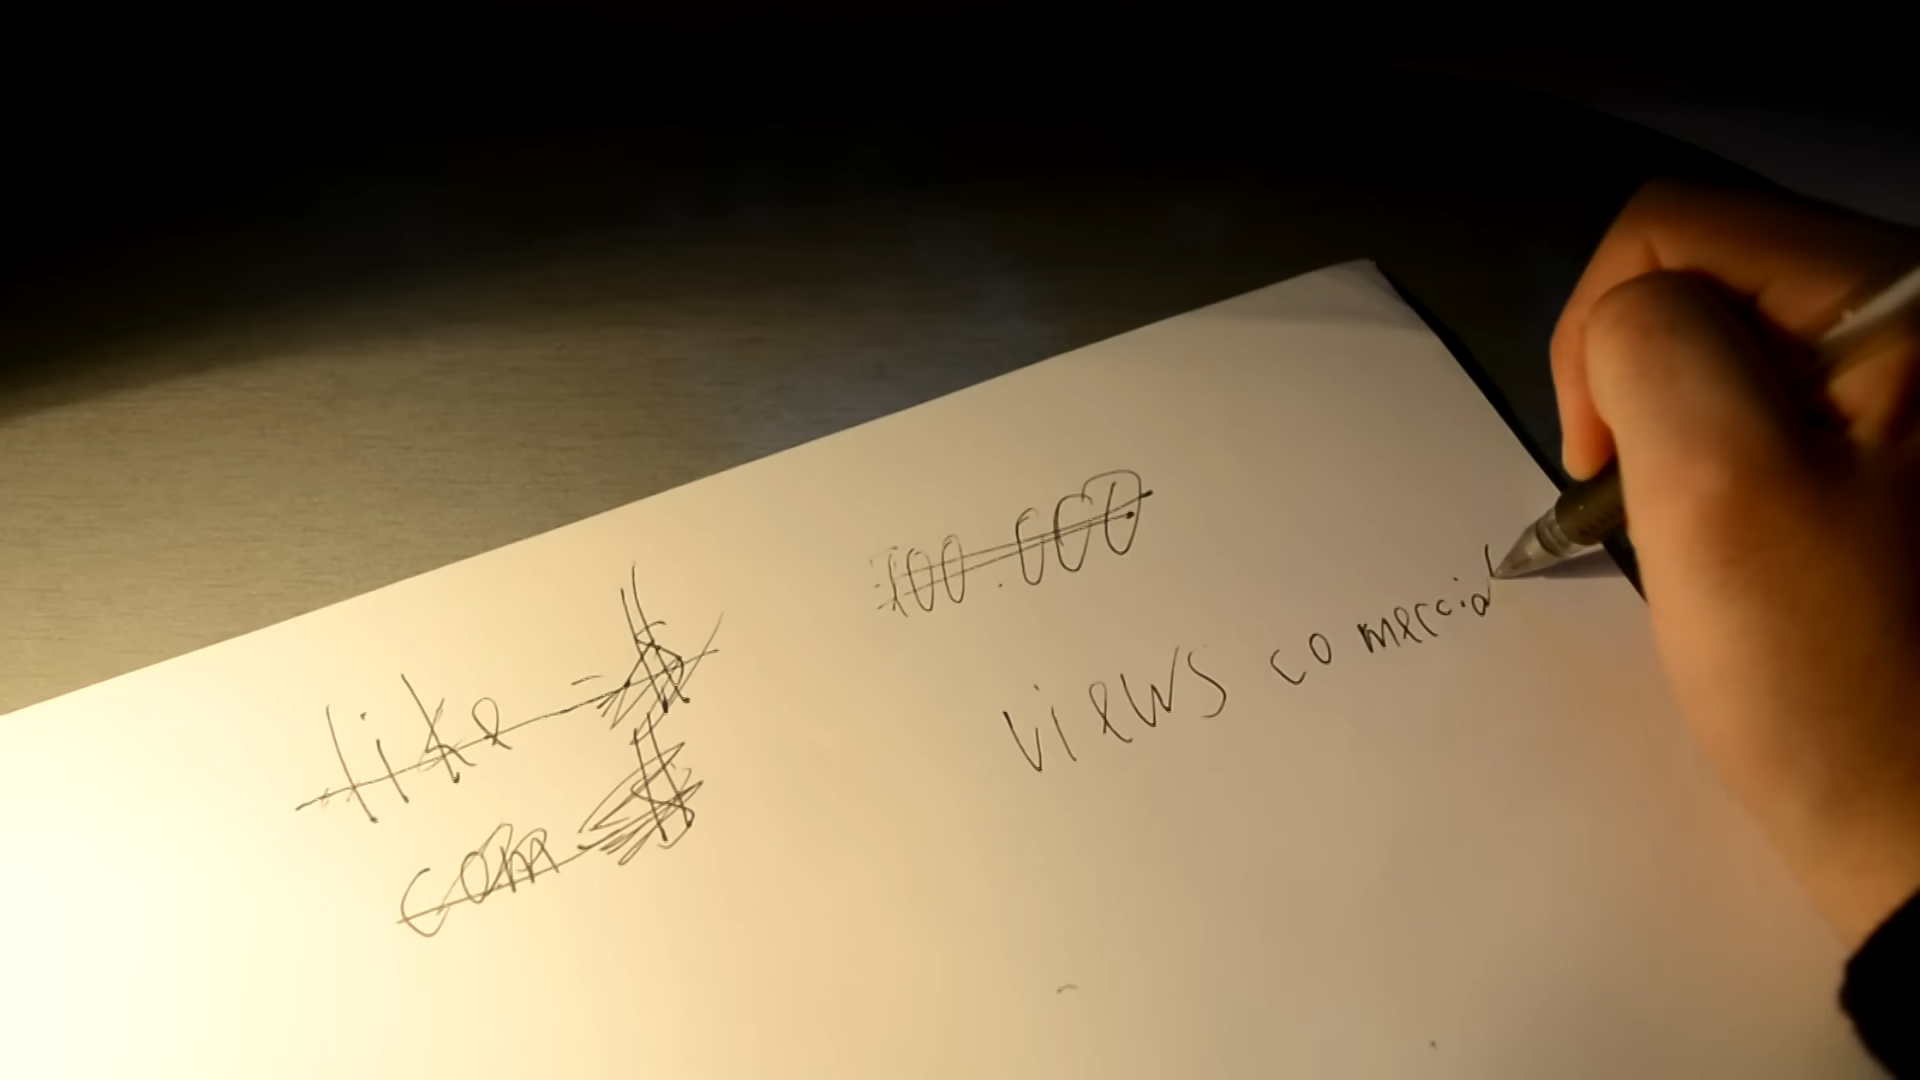 like = $
com = $
100.000
views comercial